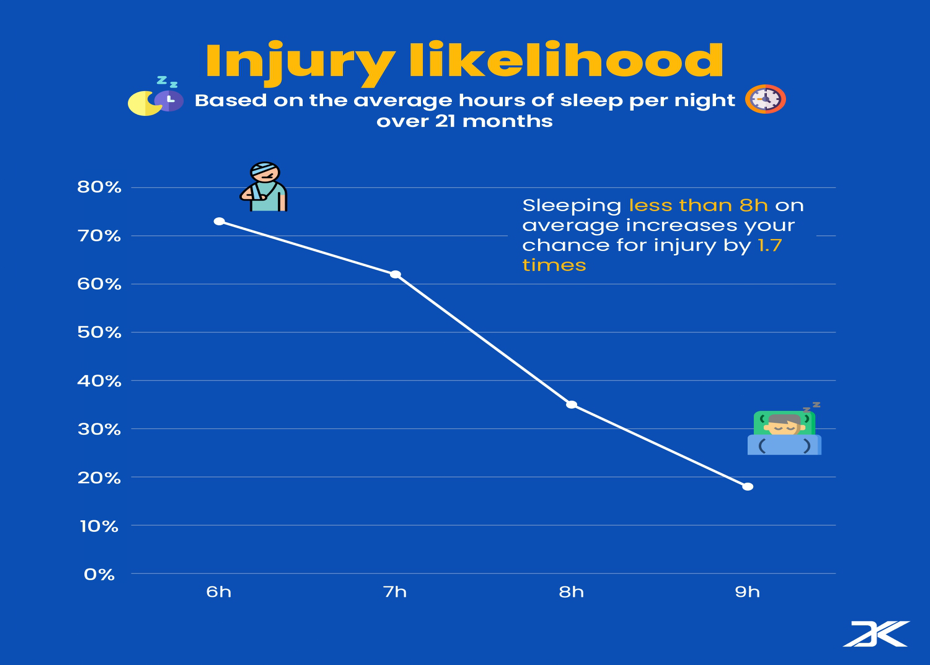 Injury likelihood
Based on the average hours of sleep per night
over 21 months
80%
70%
60%
50%
40%
30%
20%
10%
0%
Sleeping less than 8h on
average increases your
chance for injury by 1.7
times
6h
7h
8h
9h